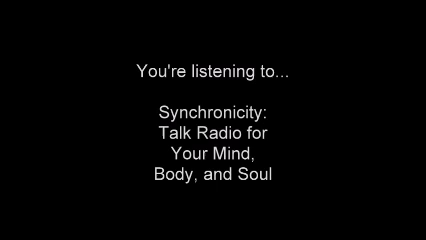 You're listening to...
Synchronicity:
Talk Radio for
Your Mind,
Body, and Soul